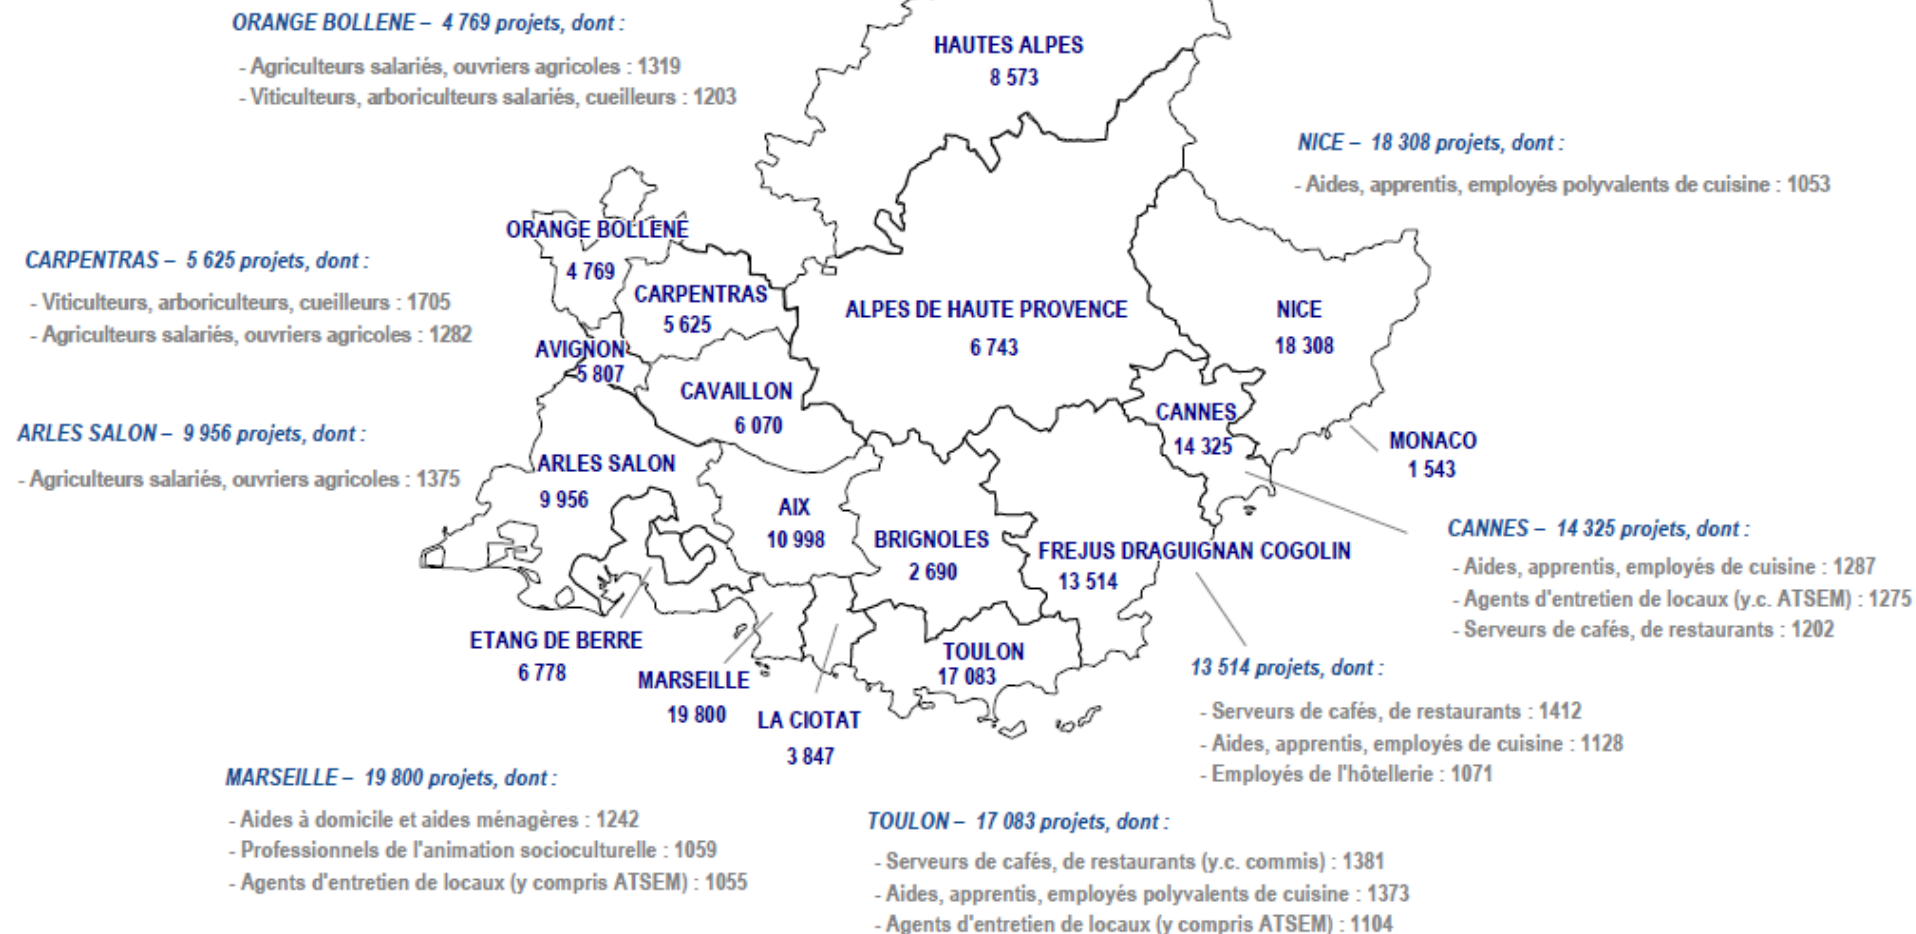 ORANGE BOLLENE – 4 769 projets, dont :
- Agriculteurs salariés, ouvriers agricoles : 1319
- Viticulteurs, arboriculteurs salariés, cueilleurs : 1203
HAUTES ALPES
8 573
NICE – 18 308 projets, dont :
- Aides, apprentis, employés polyvalents de cuisine : 1053
ORANGE BOLLENE
4 769
CARPENTRAS – 5 625 projets, dont :
- Viticulteurs, arboriculteurs, cueilleurs : 1705
- Agriculteurs salariés, ouvriers agricoles : 1282
CARPENTRAS
5 625
ALPES DE HAUTE PROVENCE
6 743
NICE
18 308
AVIGNON
5 807
CAVAILLON
6 070
CANNES
14 325
MONACO
1 543
ARLES SALON – 9 956 projets, dont :
- Agriculteurs salariés, ouvriers agricoles : 1375
ARLES SALON
9 956
AIX
10 998
BRIGNOLES
2 690
FREJUS DRAGUIGNAN COGOLIN
13 514
CANNES – 14 325 projets, dont :
- Aides, apprentis, employés de cuisine : 1287
- Agents d'entretien de locaux (y.c. ATSEM) : 1275
- Serveurs de cafés, de restaurants : 1202
ETANG DE BERRE
6 778
MARSEILLE
19 800
LA CIOTAT
3 847
TOULON
17 083
13 514 projets, dont :
- Serveurs de cafés, de restaurants : 1412
- Aides, apprentis, employés de cuisine : 1128
- Employés de l'hôtellerie : 1071
MARSEILLE – 19 800 projets, dont :
- Aides à domicile et aides ménagères : 1242
- Professionnels de l'animation socioculturelle : 1059
- Agents d'entretien de locaux (y compris ATSEM) : 1055
TOULON – 17 083 projets, dont :
- Serveurs de cafés, de restaurants (y.c. commis) : 1381
- Aides, apprentis, employés polyvalents de cuisine : 1373
- Agents d'entretien de locaux (y compris ATSEM) : 1104